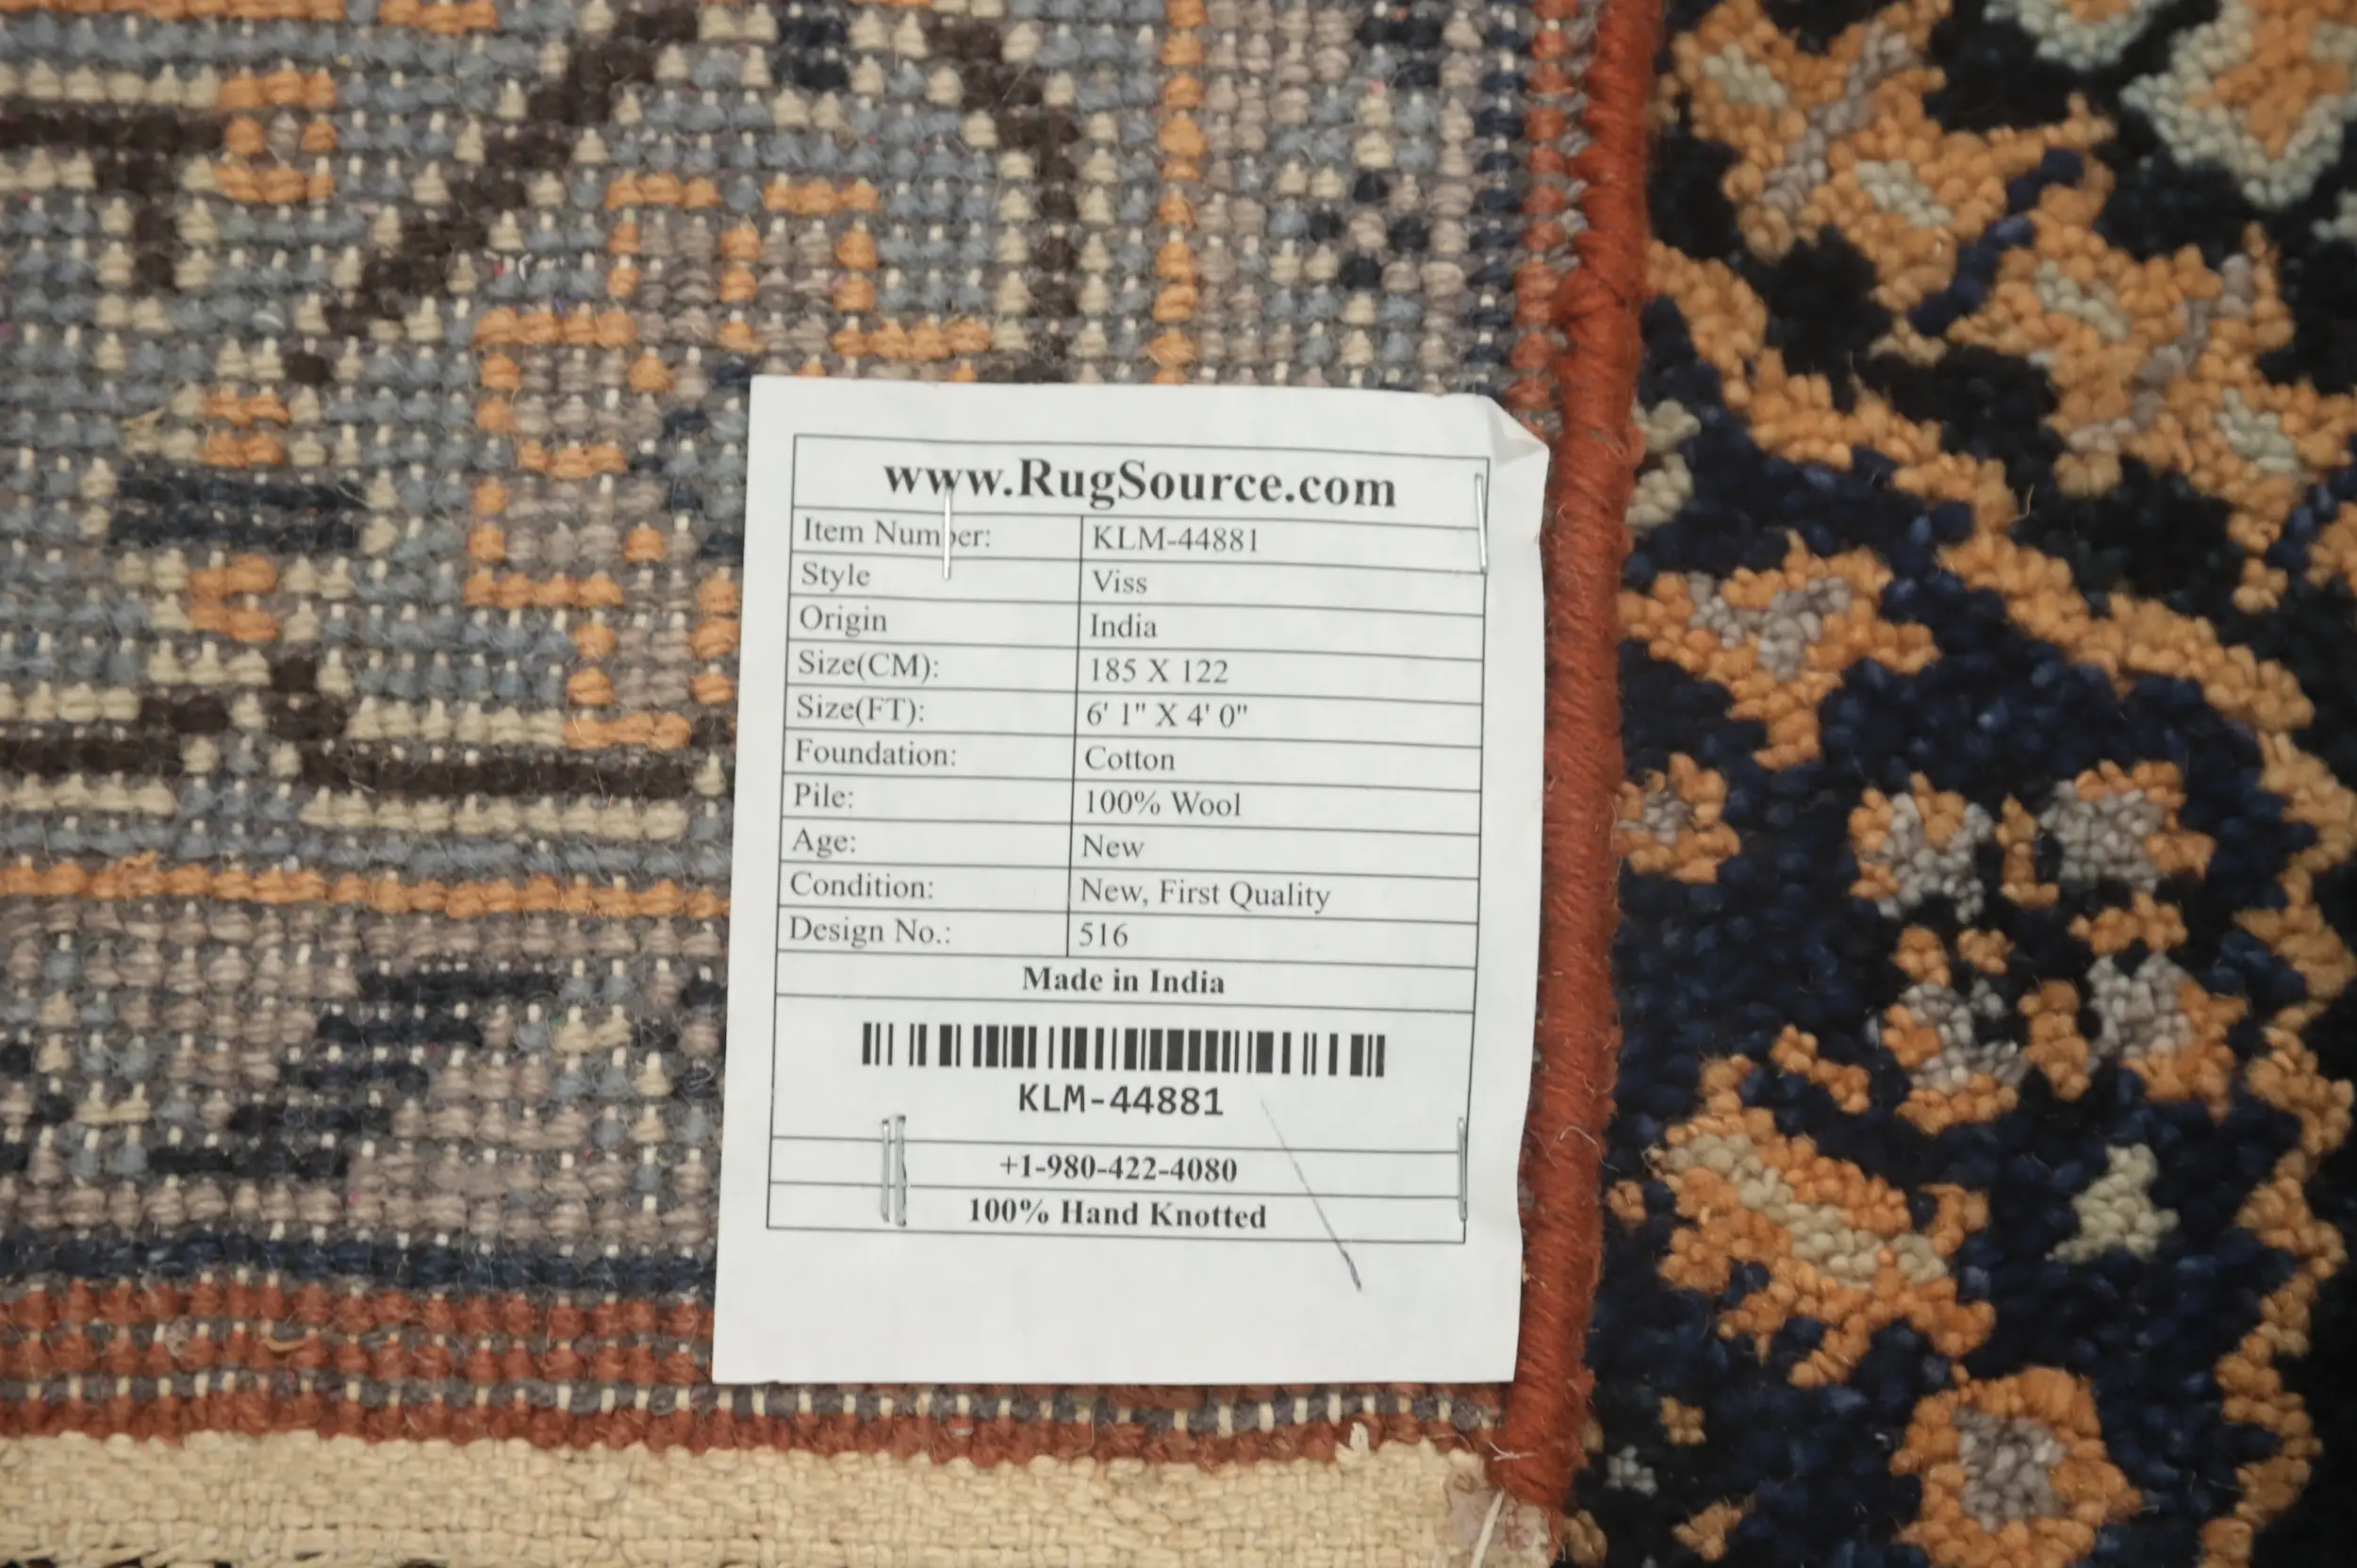 www.RugSource.com
Item Number: KLM-44881
Style Viss
Origin India
Size(CM): 185 X 122
Size(FT): 6' 1" X 4' 0"
Foundation: Cotton
Pile: 100% Wool
Age: New
Condition: New, First Quality
Design No.: 516
Made in India
KLM-44881
+1-980-422-4080
100% Hand Knotted